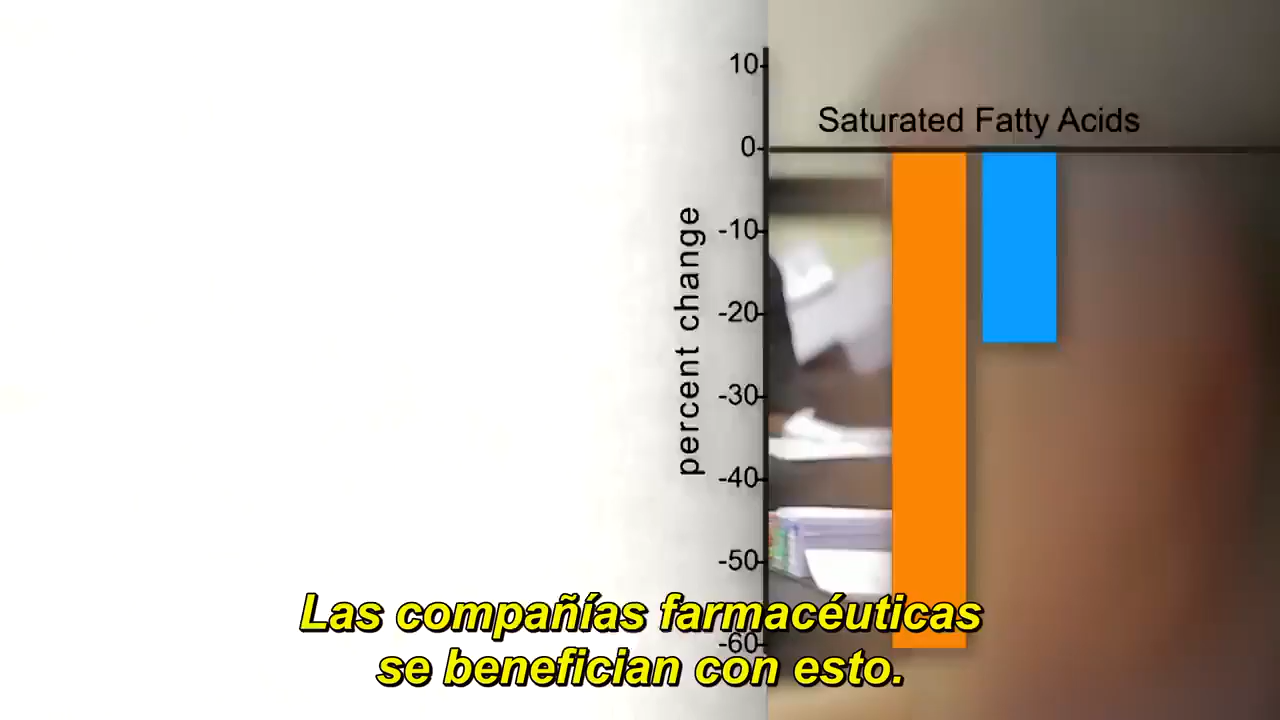 10
Saturated Fatty Acids
0
-10
-20
-30
-40
-50
-60
percent change
Las compañías farmacéuticas
se benefician con esto.